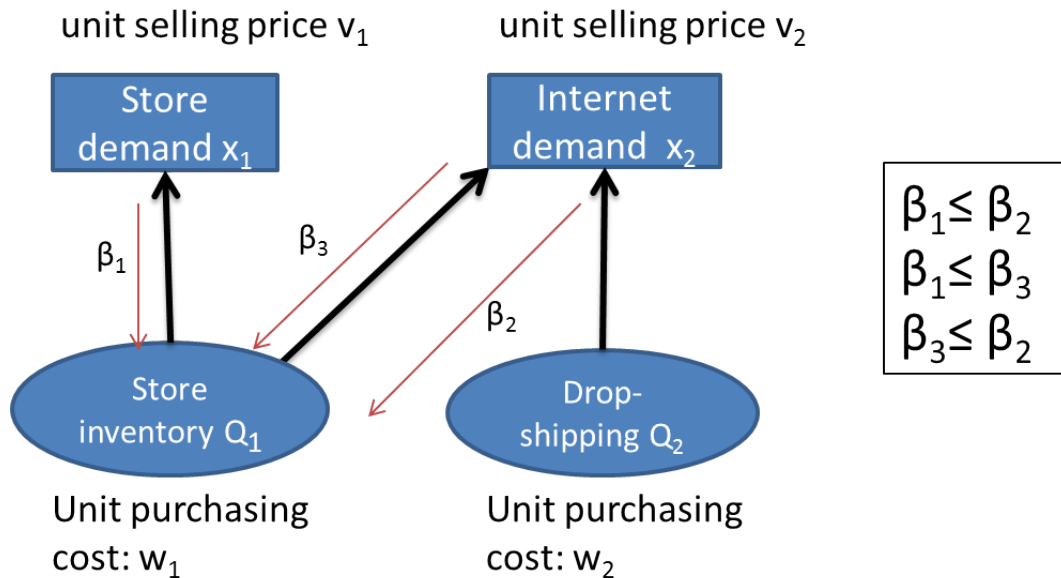 unit selling price v₁
unit selling price v₂
Store
demand x₁
Internet
demand x₂
β₁
β₃
β₂
β₁≤ β₂
β₁≤ β₃
β₃≤ β₂
Store
inventory Q₁
Drop-
shipping Q₂
Unit purchasing
cost: w₁
Unit purchasing
cost: w₂